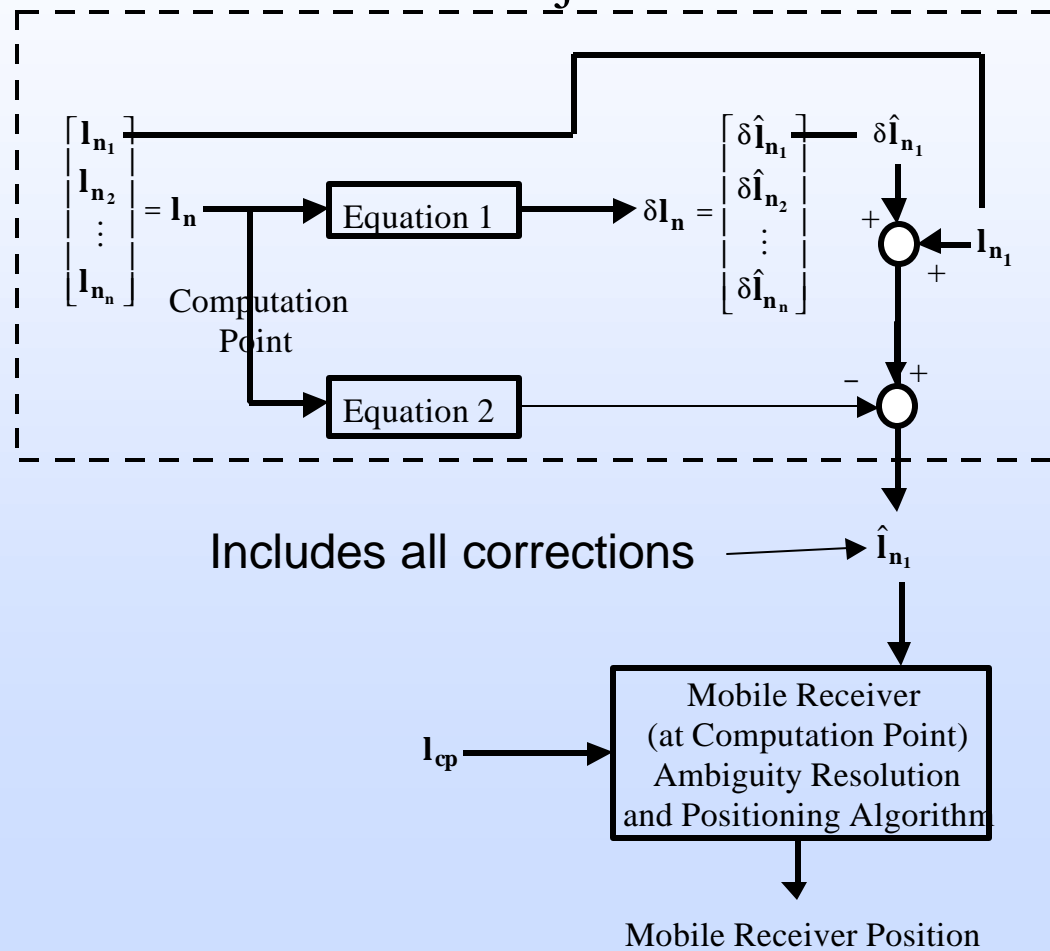 j
[l_n₁ l_n₂ ⋮ l_nₙ] = l_n
Equation 1
δl_n = [δl̂_n₁ δl̂_n₂ ⋮ δl̂_nₙ]
δl̂_n₁
+
l_n₁
+
Computation
Point
Equation 2
−
+
Includes all corrections
l̂_n₁
l_cp
Mobile Receiver
(at Computation Point)
Ambiguity Resolution
and Positioning Algorithm
Mobile Receiver Position